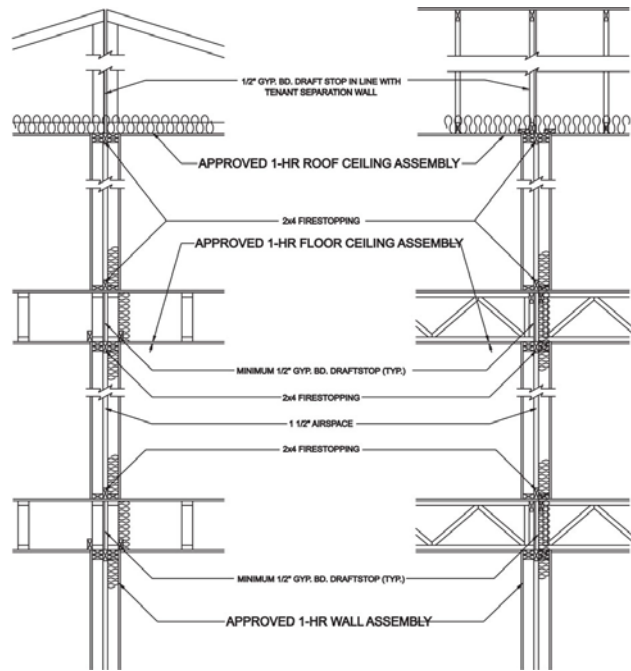 1/2" GYP. BD. DRAFT STOP IN LINE WITH
TENANT SEPARATION WALL
APPROVED 1-HR ROOF CEILING ASSEMBLY
2x4 FIRESTOPPING
APPROVED 1-HR FLOOR CEILING ASSEMBLY
MINIMUM 1/2" GYP. BD. DRAFTSTOP (TYP.)
2x4 FIRESTOPPING
1 1/2" AIRSPACE
2x4 FIRESTOPPING
MINIMUM 1/2" GYP. BD. DRAFTSTOP (TYP.)
APPROVED 1-HR WALL ASSEMBLY